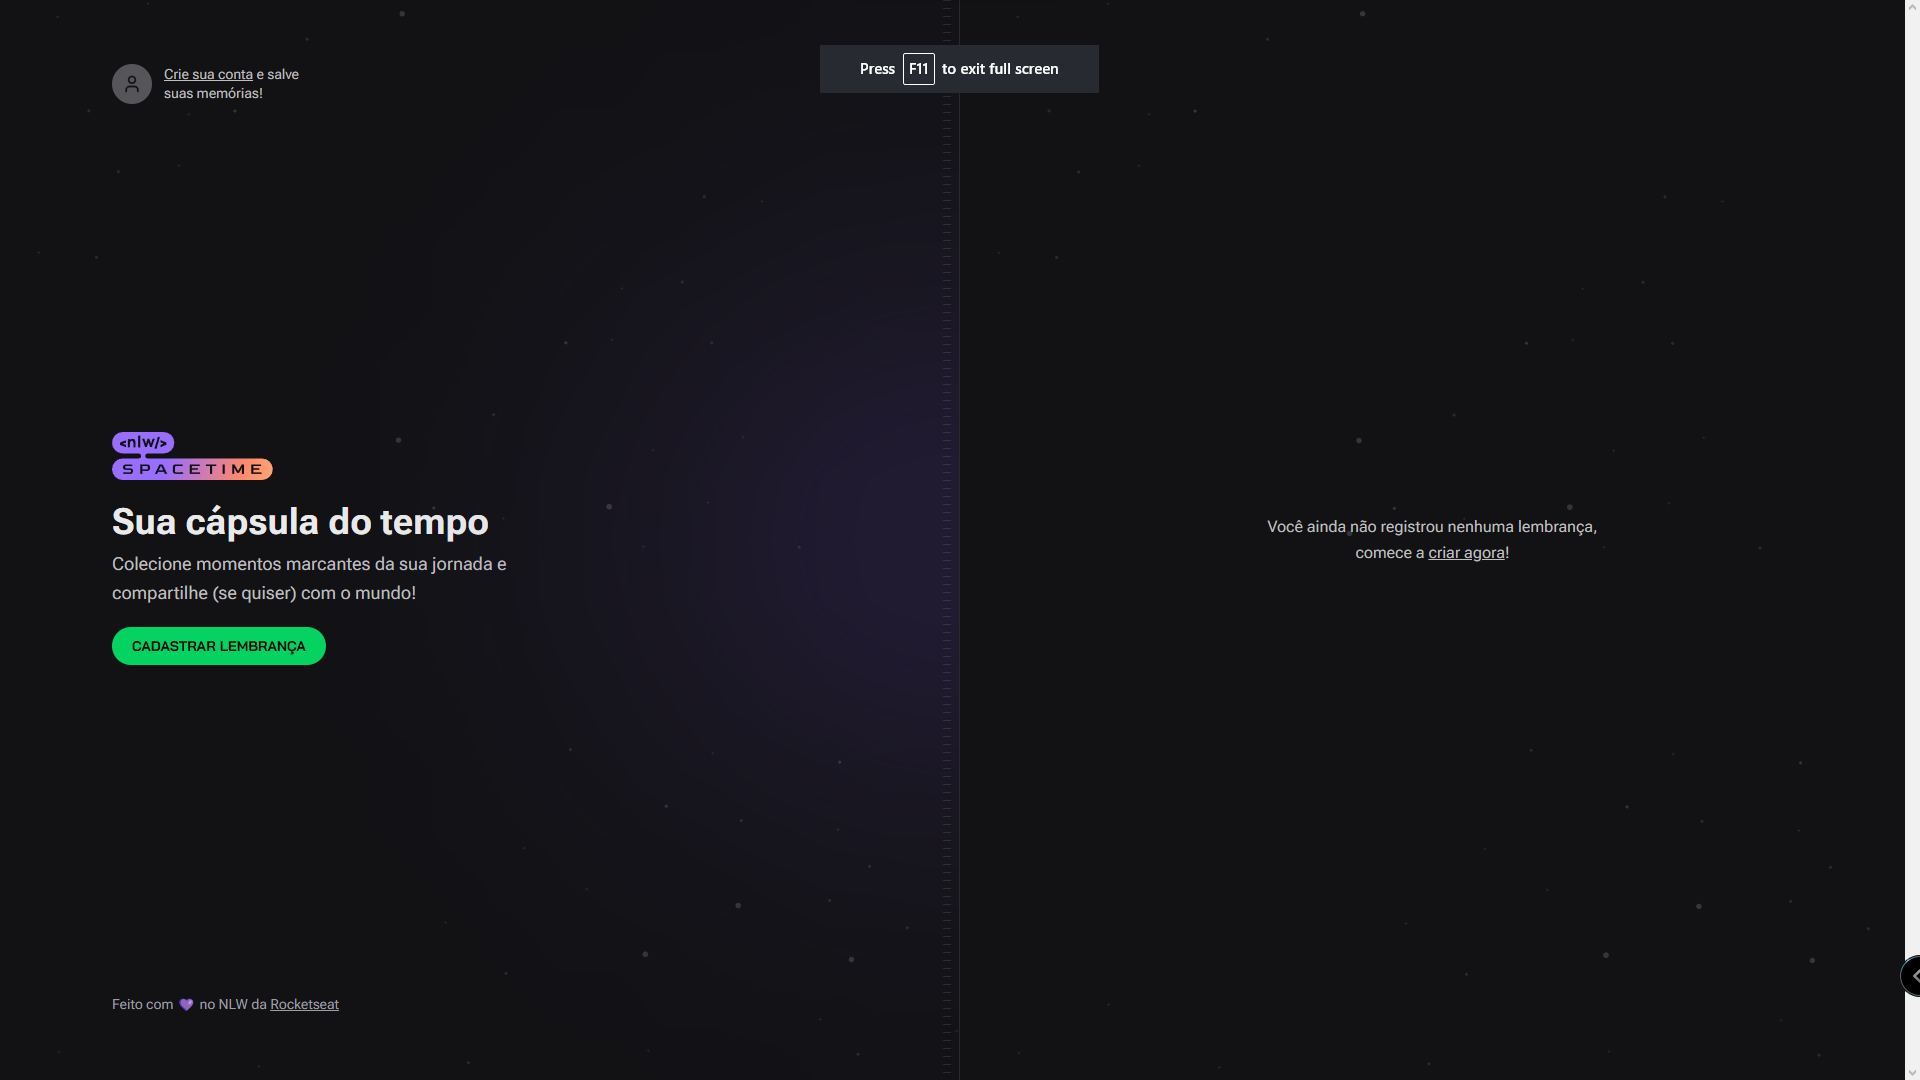 Press F11 to exit full screen
Crie sua conta e salve
suas memórias!
<nlw/>
SPACETIME
Sua cápsula do tempo
Colecione momentos marcantes da sua jornada e
compartilhe (se quiser) com o mundo!
CADASTRAR LEMBRANÇA
Você ainda não registrou nenhuma lembrança,
comece a criar agora!
Feito com 💜 no NLW da Rocketseat